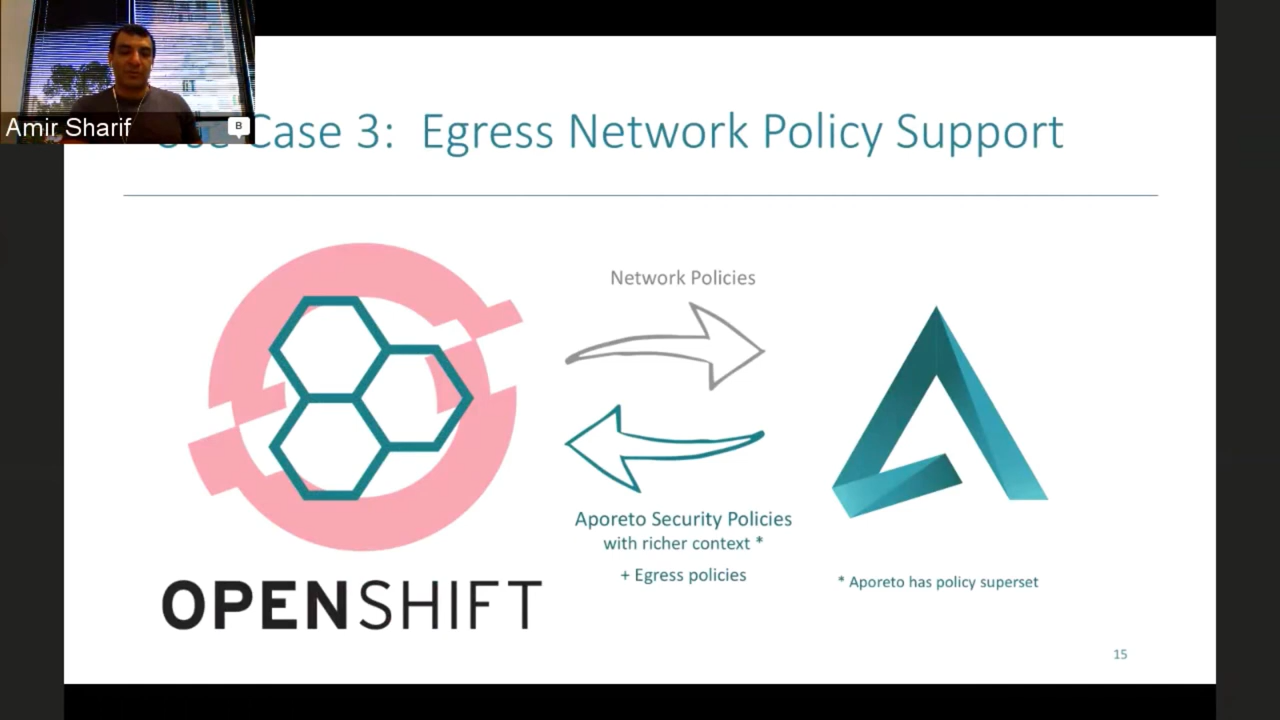 Amir Sharif
B
Case 3: Egress Network Policy Support
Network Policies
Aporeto Security Policies
with richer context *
+ Egress policies
* Aporeto has policy superset
OPENSHIFT
15